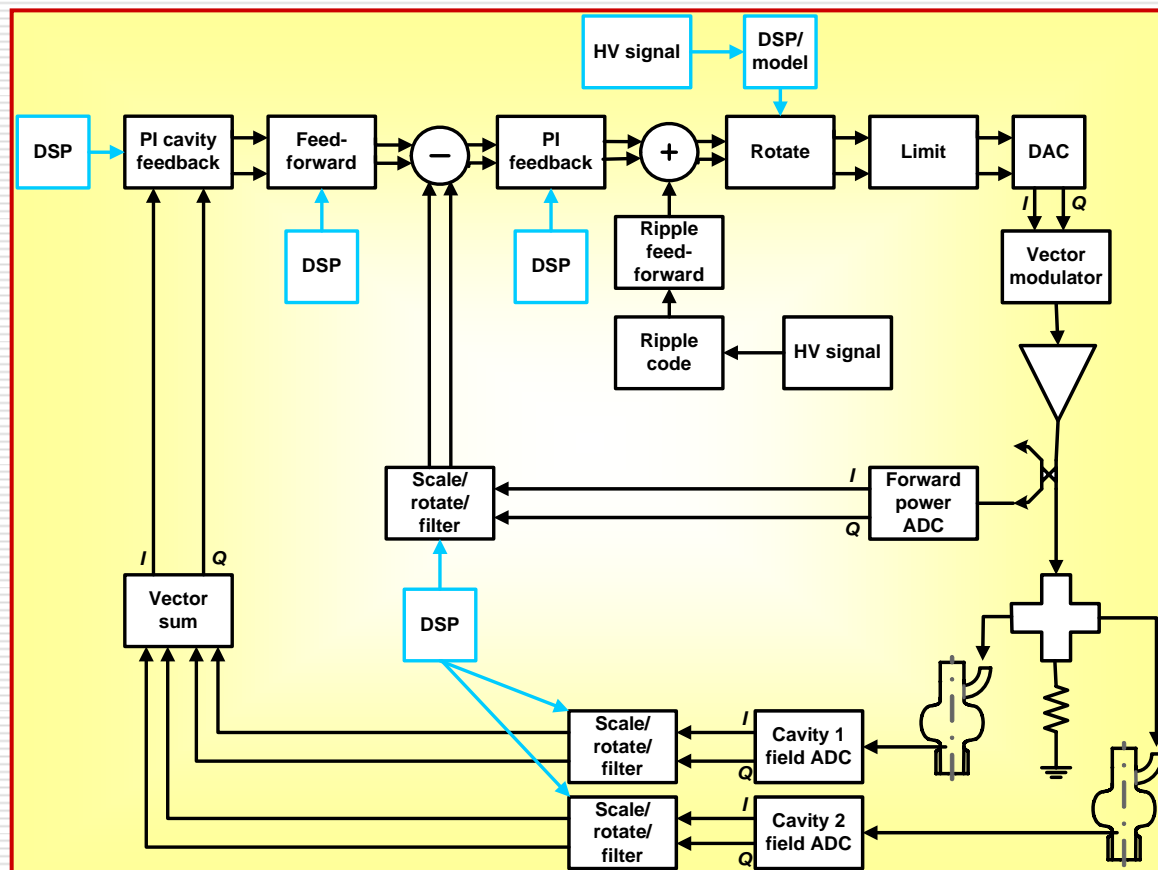 HV signal
DSP/
model
DSP
PI cavity
feedback
Feed-
forward
−
PI
feedback
+
Rotate
Limit
DAC
I
Q
DSP
DSP
Ripple
feed-
forward
Vector
modulator
Ripple
code
HV signal
Scale/
rotate/
filter
I
Q
Forward
power
ADC
I
Q
Vector
sum
DSP
Scale/
rotate/
filter
I
Q
Cavity 1
field ADC
Scale/
rotate/
filter
I
Q
Cavity 2
field ADC